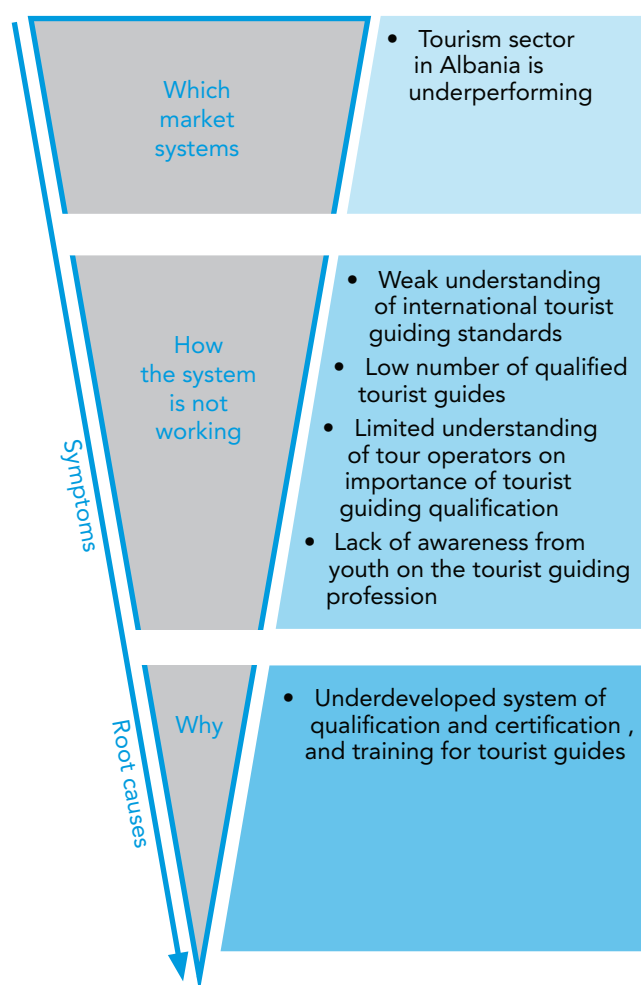 Which
market
systems
• Tourism sector
in Albania is
underperforming
How
the system
is not
working
• Weak understanding
of international tourist
guiding standards
• Low number of qualified
tourist guides
• Limited understanding
of tour operators on
importance of tourist
guiding qualification
• Lack of awareness from
youth on the tourist guiding
profession
Symptoms
Why
• Underdeveloped system of
qualification and certification ,
and training for tourist guides
Root causes